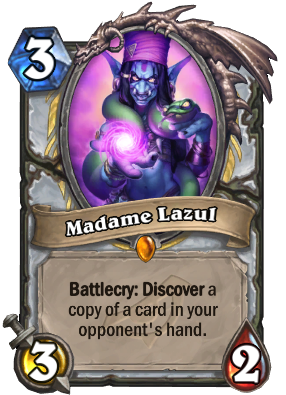 3
Madame Lazul
Battlecry: Discover a
copy of a card in your
opponent's hand.
3
2